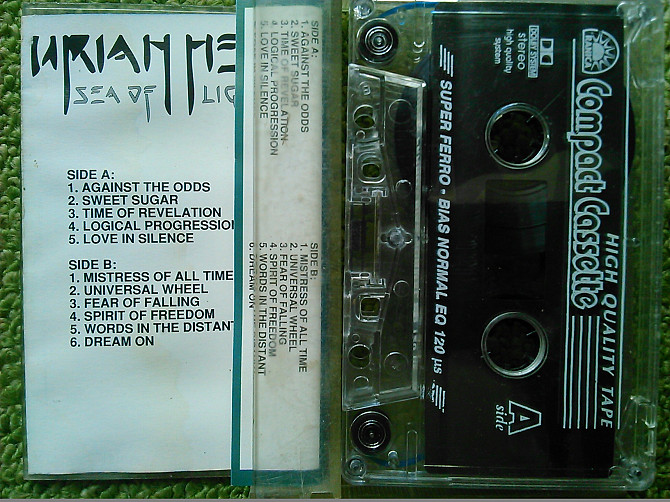 URIAH HE
SEA OF LIG
SIDE A:
1. AGAINST THE ODDS
2. SWEET SUGAR
3. TIME OF REVELATION
4. LOGICAL PROGRESSION
5. LOVE IN SILENCE
SIDE B:
1. MISTRESS OF ALL TIME
2. UNIVERSAL WHEEL
3. FEAR OF FALLING
4. SPIRIT OF FREEDOM
5. WORDS IN THE DISTANT
6. DREAM ON
SIDE A:
1. AGAINST THE ODDS
2. SWEET SUGAR
3. TIME OF REVELATION
4. LOGICAL PROGRESSION
5. LOVE IN SILENCE
SIDE B:
1. MISTRESS OF ALL TIME
2. UNIVERSAL WHEEL
3. FEAR OF FALLING
4. SPIRIT OF FREEDOM
5. WORDS IN THE DISTANT
6. DREAM ON
Compact Cassette
HIGH QUALITY TAPE
DOLBY SYSTEM
stereo
high quality
system
SUPER FERRO - BIAS NORMAL EQ 120 µs
A
side